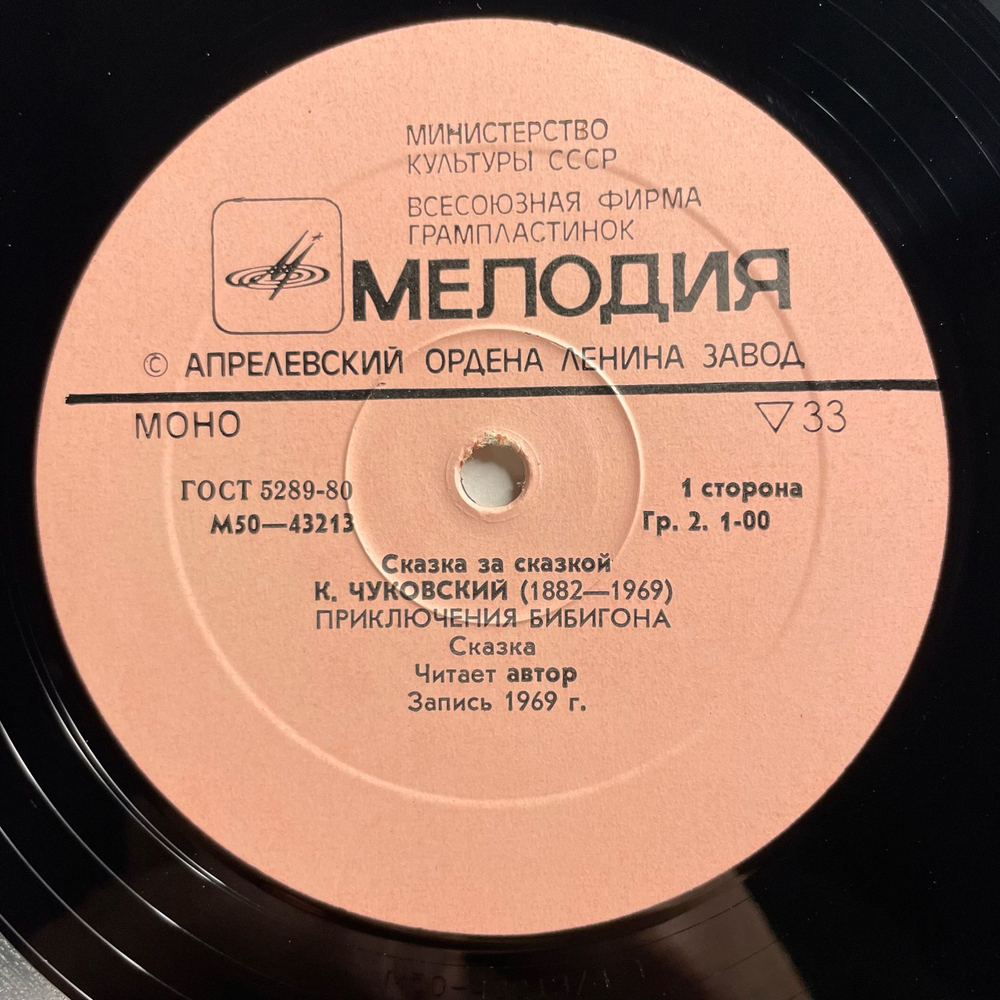 МИНИСТЕРСТВО
КУЛЬТУРЫ СССР
ВСЕСОЮЗНАЯ ФИРМА
ГРАМПЛАСТИНОК
МЕЛОДИЯ
© АПРЕЛЕВСКИЙ ОРДЕНА ЛЕНИНА ЗАВОД
МОНО ▽33
ГОСТ 5289-80 1 сторона
М50—43213 Гр. 2. 1-00
Сказка за сказкой
К. ЧУКОВСКИЙ (1882—1969)
ПРИКЛЮЧЕНИЯ БИБИГОНА
Сказка
Читает автор
Запись 1969 г.